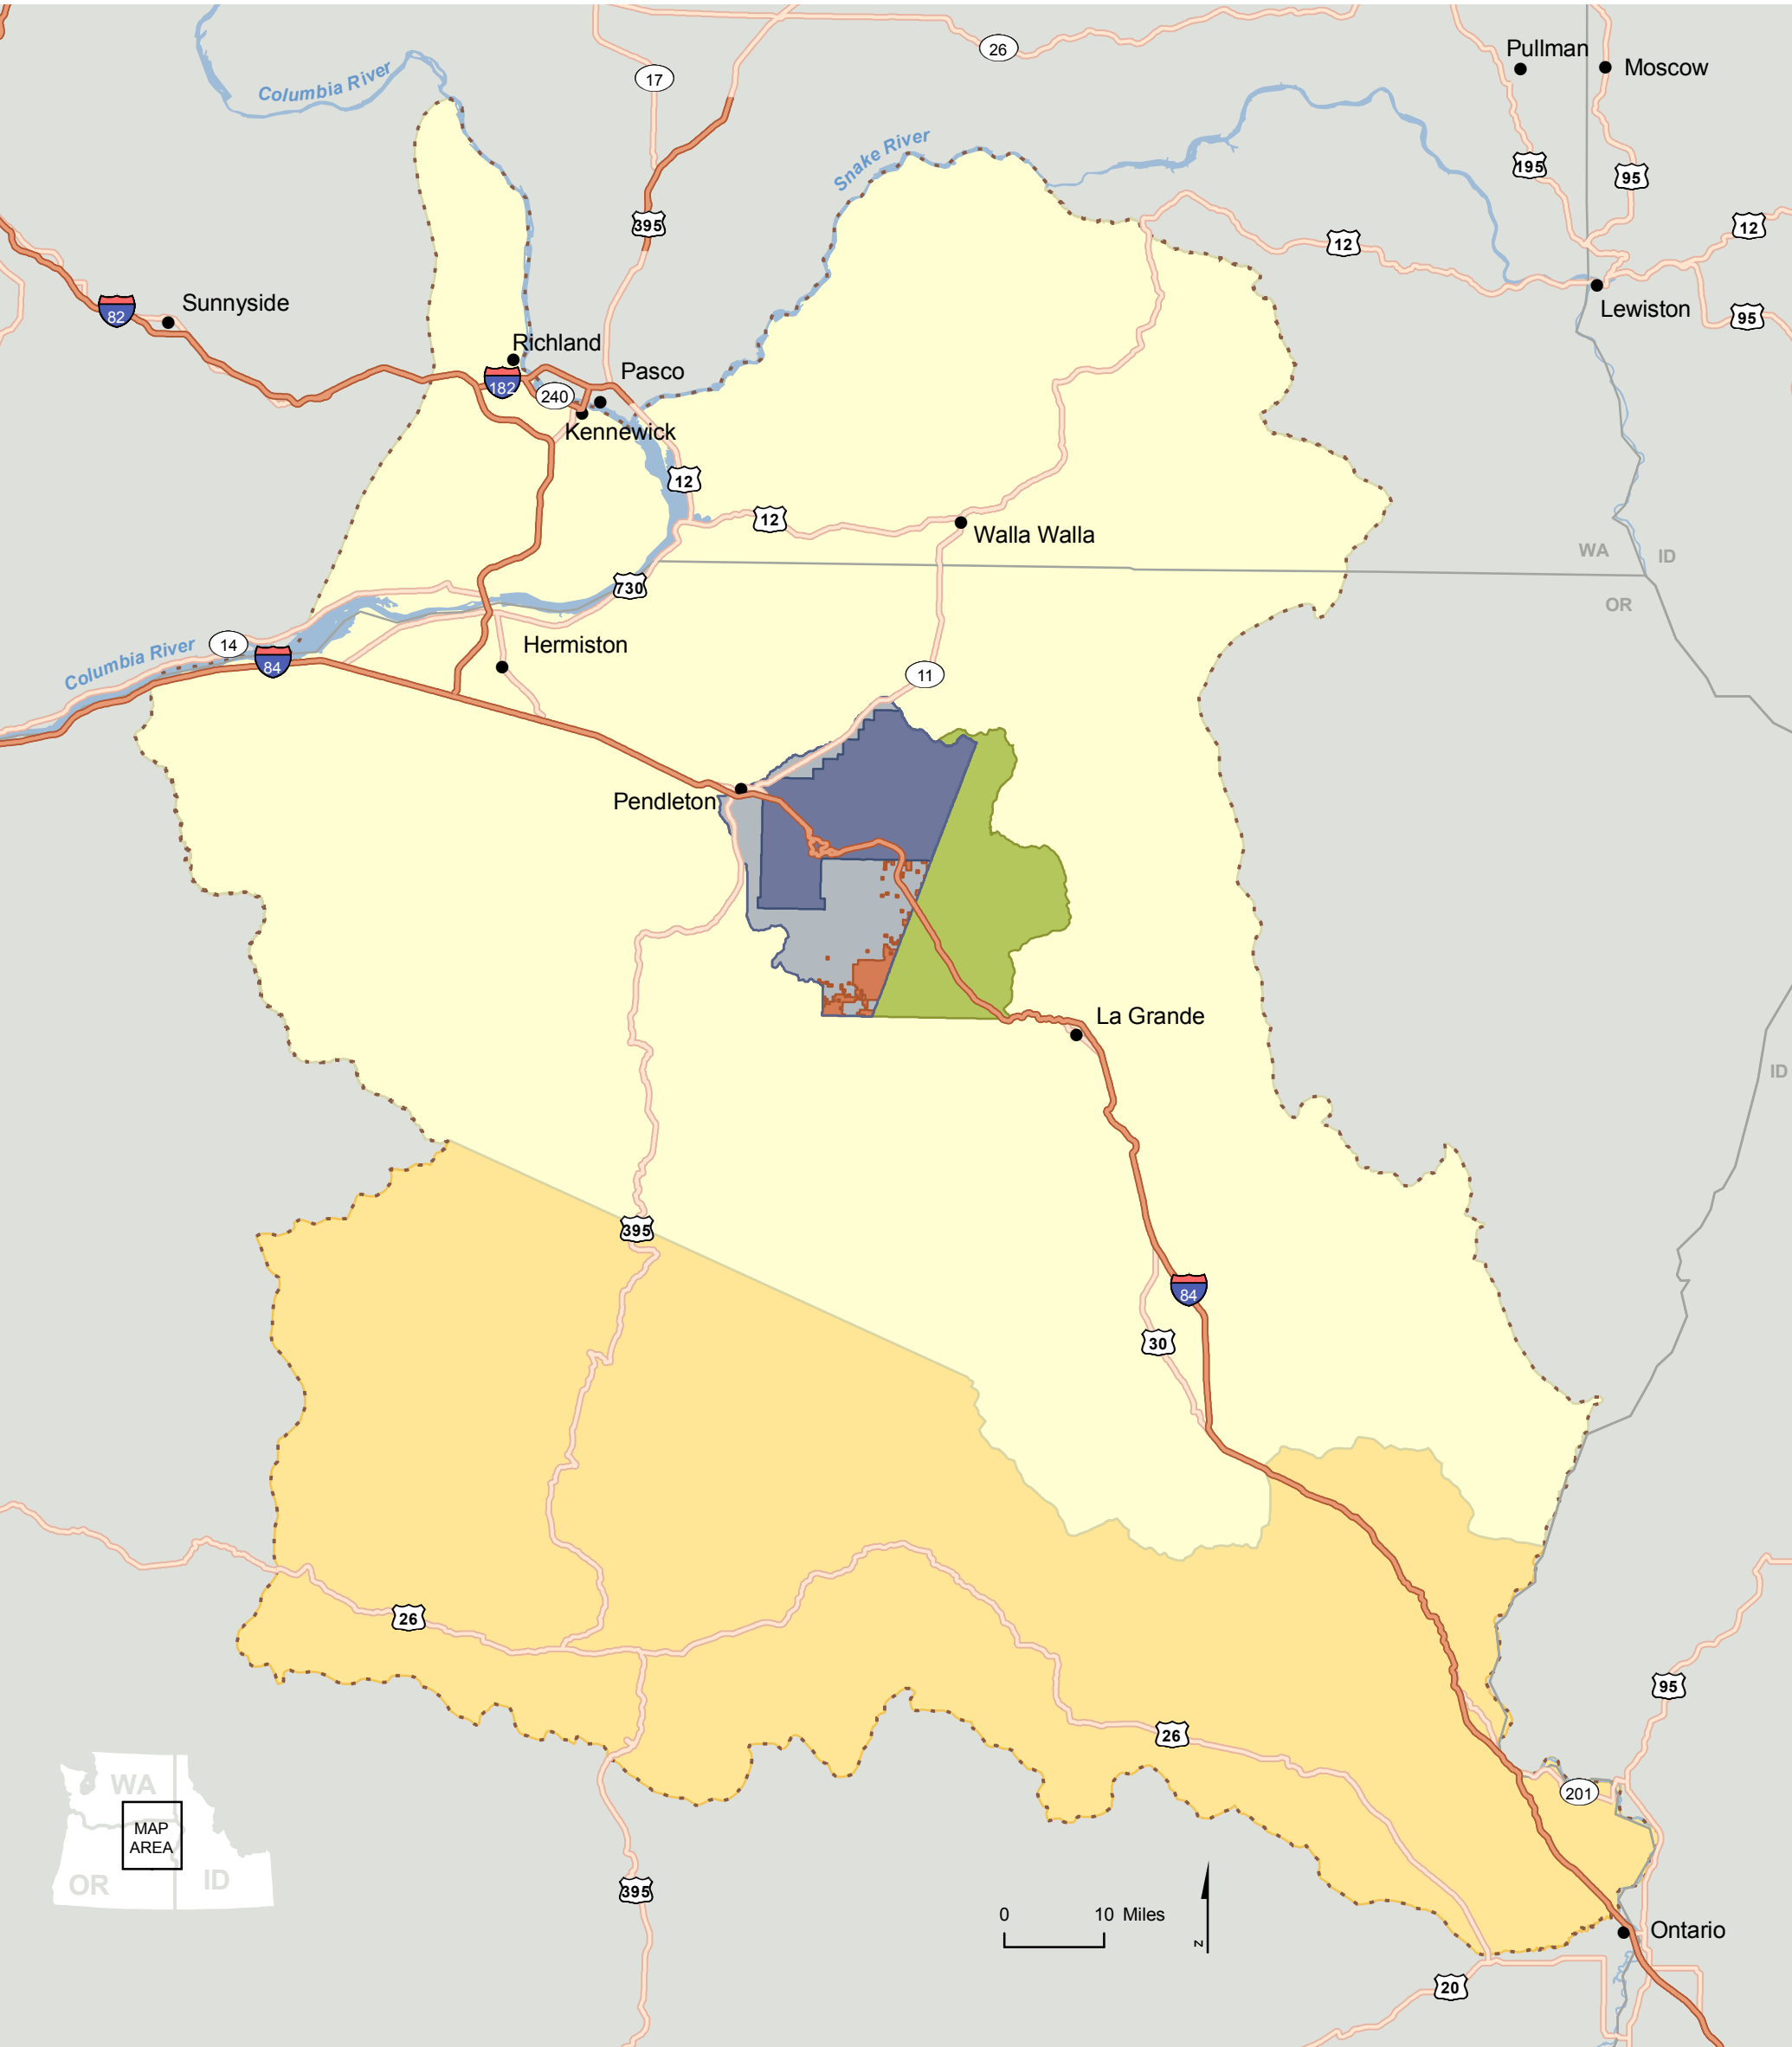 Pullman
Moscow
26
Columbia River
17
Snake River
195
95
395
12
12
Lewiston
95
82
Sunnyside
Richland
182
240
Pasco
Kennewick
12
12
Walla Walla
WA
ID
OR
730
Hermiston
14
Columbia River
84
11
Pendleton
La Grande
ID
395
84
30
26
95
26
201
WA
MAP
AREA
OR
ID
395
0
10 Miles
z
Ontario
20